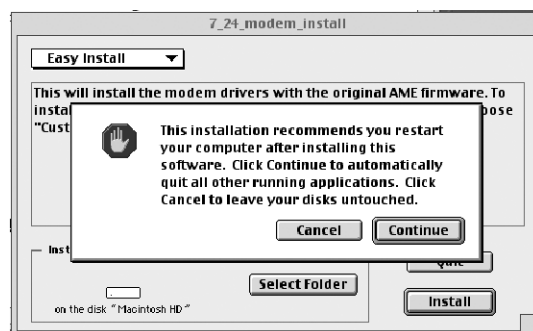 7_24_modem_install
Easy Install
This will install the modem drivers with the original AME firmware. To
instal
oose
"Cust
This installation recommends you restart
your computer after installing this
software. Click Continue to automatically
quit all other running applications. Click
Cancel to leave your disks untouched.
Cancel Continue
Inst
Quit
Select Folder
on the disk "Macintosh HD"
Install